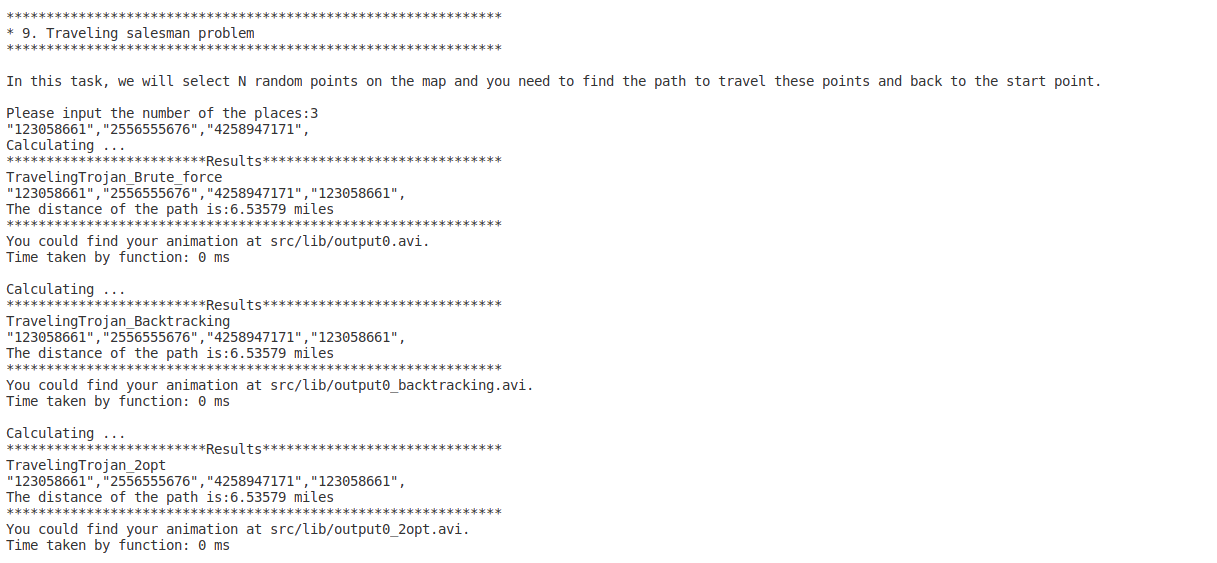 **************************************************************
* 9. Traveling salesman problem
**************************************************************
In this task, we will select N random points on the map and you need to find the path to travel these points and back to the start point.
Please input the number of the places:3
"123058661","2556555676","4258947171",
Calculating ...
*************************Results******************************
TravelingTrojan_Brute_force
"123058661","2556555676","4258947171","123058661",
The distance of the path is:6.53579 miles
**************************************************************
You could find your animation at src/lib/output0.avi.
Time taken by function: 0 ms
Calculating ...
*************************Results******************************
TravelingTrojan_Backtracking
"123058661","2556555676","4258947171","123058661",
The distance of the path is:6.53579 miles
**************************************************************
You could find your animation at src/lib/output0_backtracking.avi.
Time taken by function: 0 ms
Calculating ...
*************************Results******************************
TravelingTrojan_2opt
"123058661","2556555676","4258947171","123058661",
The distance of the path is:6.53579 miles
**************************************************************
You could find your animation at src/lib/output0_2opt.avi.
Time taken by function: 0 ms